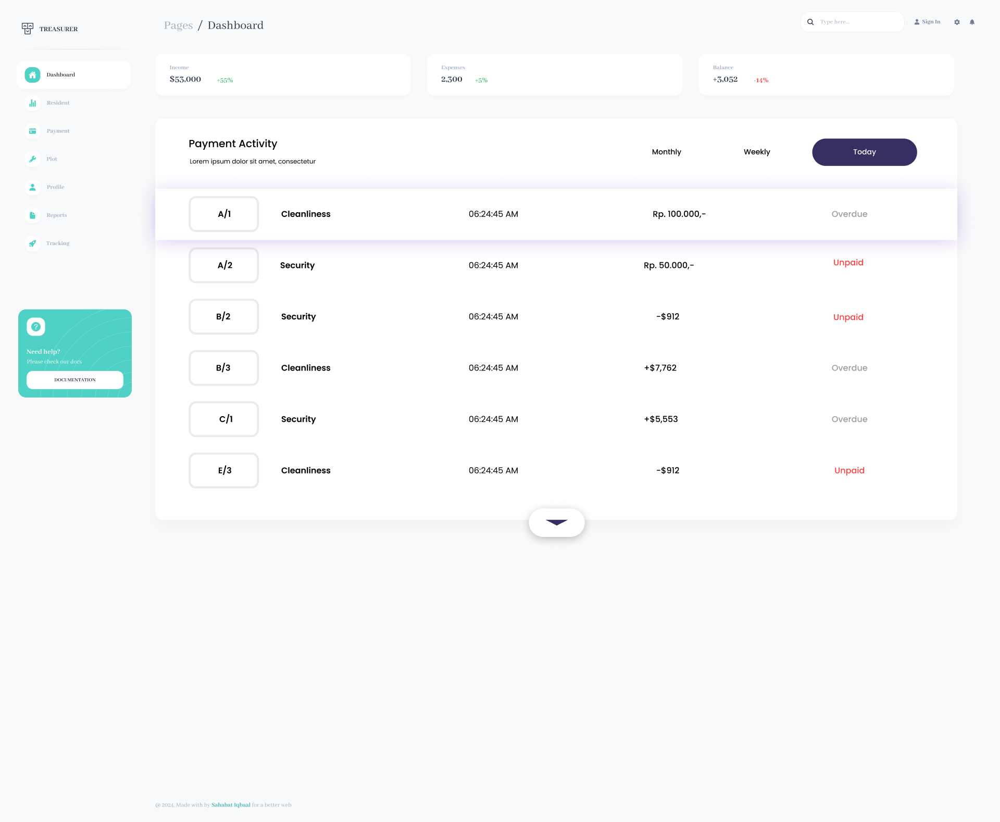 TREASURER
Pages / Dashboard
Type here...
Sign In
Dashboard
Resident
Payment
Plot
Profile
Reports
Tracking
?
Need help?
Please check our docs
DOCUMENTATION
Income
$53,000 +55%
Expenses
2,300 +5%
Balance
+3,052 -14%
Payment Activity
Lorem ipsum dolor sit amet, consectetur
Monthly Weekly Today
A/1 Cleanliness 06:24:45 AM Rp. 100.000,- Overdue
A/2 Security 06:24:45 AM Rp. 50.000,- Unpaid
B/2 Security 06:24:45 AM -$912 Unpaid
B/3 Cleanliness 06:24:45 AM +$7,762 Overdue
C/1 Security 06:24:45 AM +$5,553 Overdue
E/3 Cleanliness 06:24:45 AM -$912 Unpaid
@ 2024, Made with by Sahabat Iqbaal for a better web